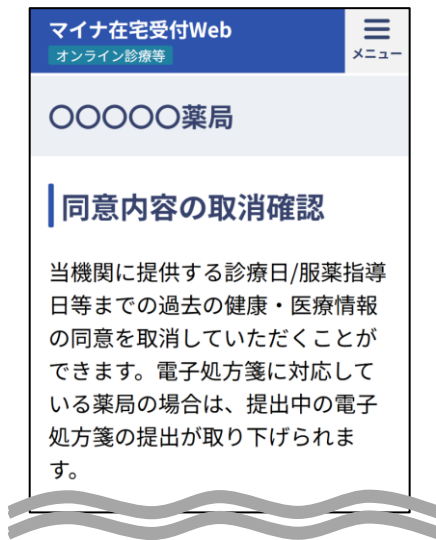 マイナ在宅受付Web
オンライン診療等
メニュー
〇〇〇〇〇薬局
同意内容の取消確認
当機関に提供する診療日/服薬指導
日等までの過去の健康・医療情報
の同意を取消していただくことが
できます。電子処方箋に対応して
いる薬局の場合は、提出中の電子
処方箋の提出が取り下げられま
す。